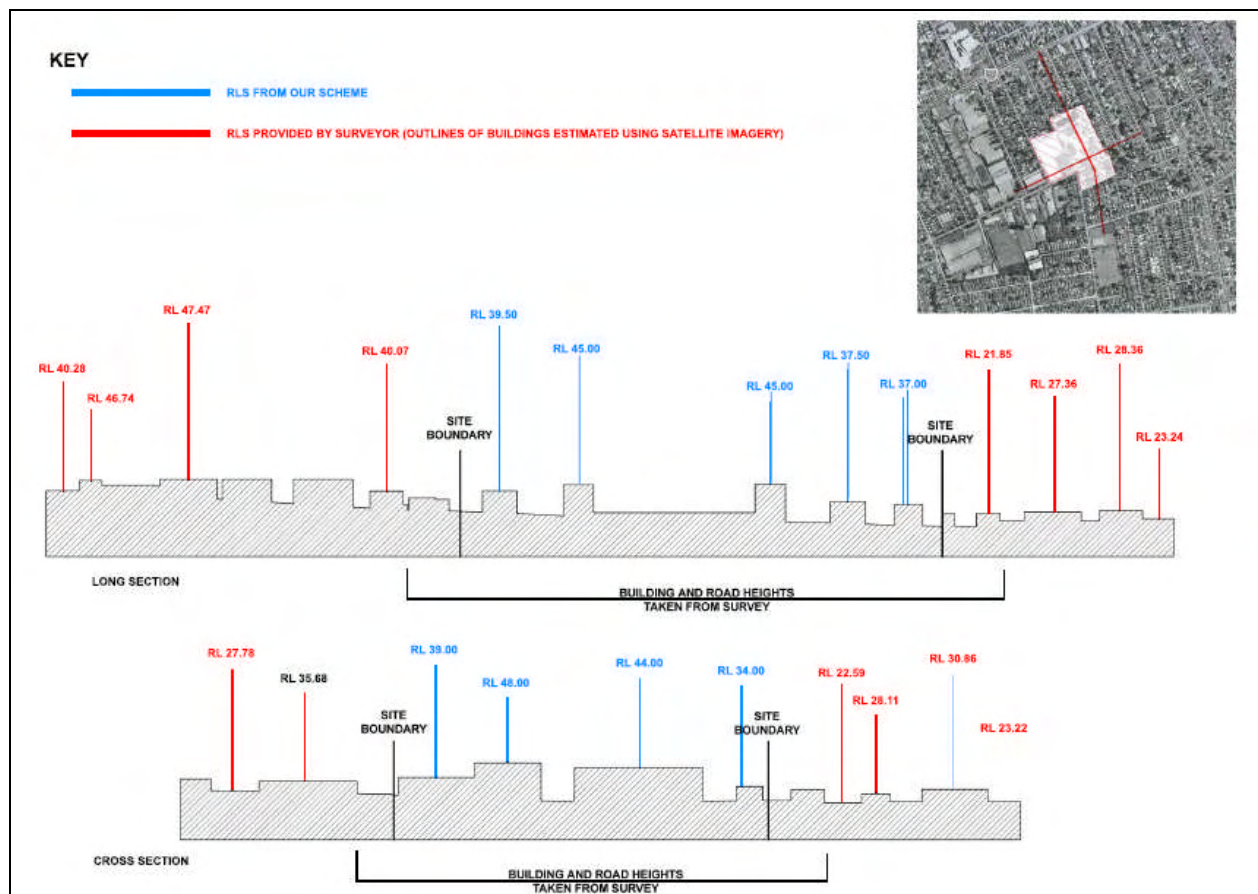 KEY
RLS FROM OUR SCHEME
RLS PROVIDED BY SURVEYOR (OUTLINES OF BUILDINGS ESTIMATED USING SATELLITE IMAGERY)
RL 40.28
RL 46.74
RL 47.47
RL 40.07
SITE
BOUNDARY
RL 39.50
RL 45.00
RL 45.00
RL 37.50
RL 37.00
SITE
BOUNDARY
RL 21.85
RL 27.36
RL 28.36
RL 23.24
LONG SECTION
BUILDING AND ROAD HEIGHTS
TAKEN FROM SURVEY
RL 27.78
RL 35.68
SITE
BOUNDARY
RL 39.00
RL 48.00
RL 44.00
RL 34.00
SITE
BOUNDARY
RL 22.59
RL 28.11
RL 30.86
RL 23.22
CROSS SECTION
BUILDING AND ROAD HEIGHTS
TAKEN FROM SURVEY